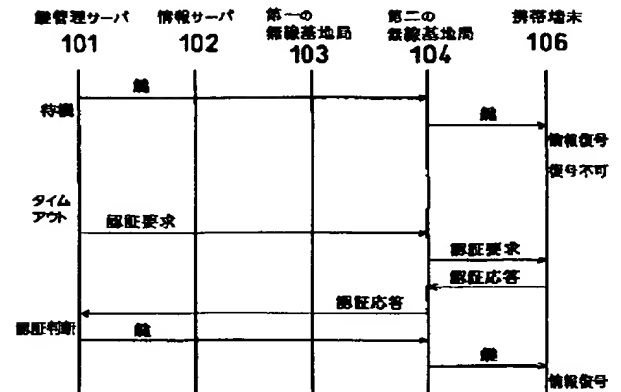 鍵管理サーバ
101
情報サーバ
102
第一の
無線基地局
103
第二の
無線基地局
104
携帯端末
106
鍵
待機
鍵
情報復号
復号不可
タイム
アウト
認証要求
認証要求
認証応答
認証応答
認証判断
鍵
鍵
情報復号